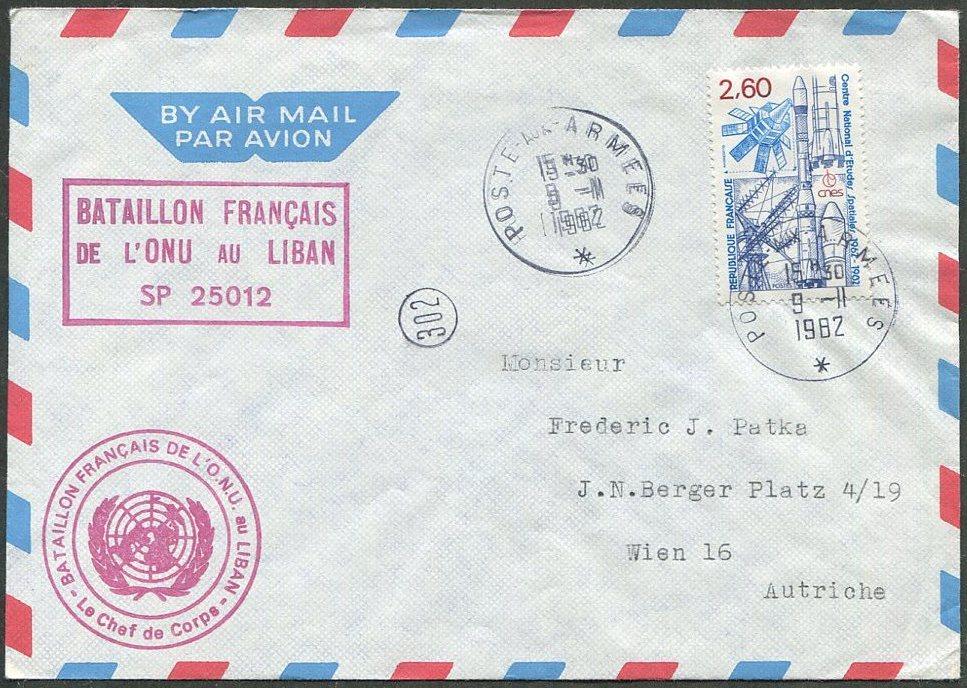 BY AIR MAIL
PAR AVION
BATAILLON FRANÇAIS
DE L'ONU AU LIBAN
SP 25012
POSTE AUX ARMEES
15 H 30
9 - 11
1982
*
2,60
Centre National d'Etudes Spatiales 1962-1982
REPUBLIQUE FRANÇAISE
cnes
POSTES
POSTE AUX ARMEES
15 H 30
9 - 11
1982
*
302
Monsieur
Frederic J. Patka
J.N.Berger Platz 4/19
Wien 16
Autriche
BATAILLON FRANÇAIS DE L'O.N.U. au LIBAN
- Le Chef de Corps -